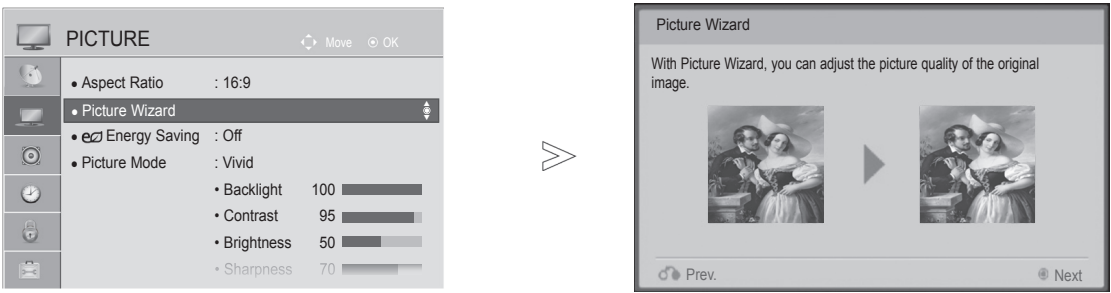 PICTURE
Move OK
• Aspect Ratio : 16:9
• Picture Wizard
• Energy Saving : Off
• Picture Mode : Vivid
• Backlight 100
• Contrast 95
• Brightness 50
• Sharpness 70
Picture Wizard
With Picture Wizard, you can adjust the picture quality of the original
image.
Prev. Next